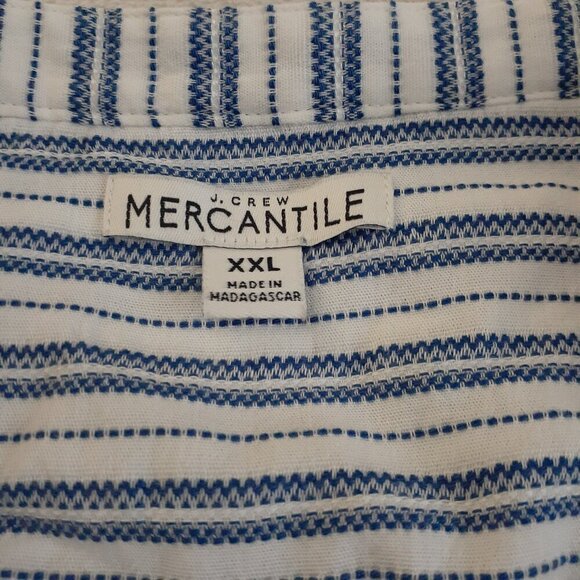 J. CREW
MERCANTILE
XXL
MADE IN
MADAGASCAR